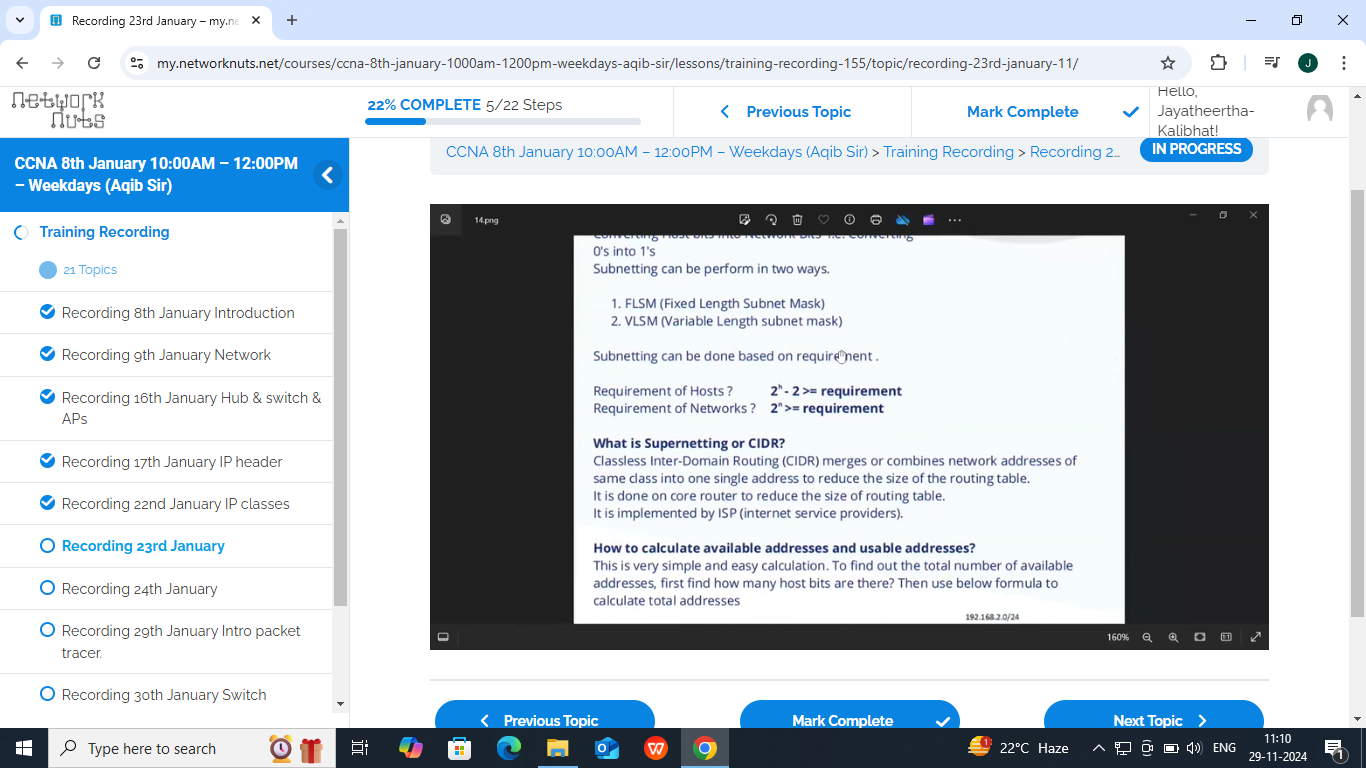 Recording 23rd January – my.ne
my.networknuts.net/courses/ccna-8th-january-1000am-1200pm-weekdays-aqib-sir/lessons/training-recording-155/topic/recording-23rd-january-11/
J
Network
Nuts
22% COMPLETE 5/22 Steps
Previous Topic
Mark Complete
Hello,
Jayatheertha-
Kalibhat!
CCNA 8th January 10:00AM – 12:00PM
– Weekdays (Aqib Sir)
Training Recording
21 Topics
Recording 8th January Introduction
Recording 9th January Network
Recording 16th January Hub & switch &
APs
Recording 17th January IP header
Recording 22nd January IP classes
Recording 23rd January
Recording 24th January
Recording 29th January Intro packet
tracer.
Recording 30th January Switch
CCNA 8th January 10:00AM – 12:00PM – Weekdays (Aqib Sir) > Training Recording > Recording 2...
IN PROGRESS
14.png
Converting Host bits into Network Bits i.e. Converting
0's into 1's
Subnetting can be perform in two ways.
1. FLSM (Fixed Length Subnet Mask)
2. VLSM (Variable Length subnet mask)
Subnetting can be done based on requirement .
Requirement of Hosts ? 2ʰ - 2 >= requirement
Requirement of Networks ? 2ⁿ >= requirement
What is Supernetting or CIDR?
Classless Inter-Domain Routing (CIDR) merges or combines network addresses of
same class into one single address to reduce the size of the routing table.
It is done on core router to reduce the size of routing table.
It is implemented by ISP (internet service providers).
How to calculate available addresses and usable addresses?
This is very simple and easy calculation. To find out the total number of available
addresses, first find how many host bits are there? Then use below formula to
calculate total addresses
192.168.2.0/24
160%
Previous Topic
Mark Complete
Next Topic
Type here to search
22°C Haze
ENG
11:10
29-11-2024
1
1